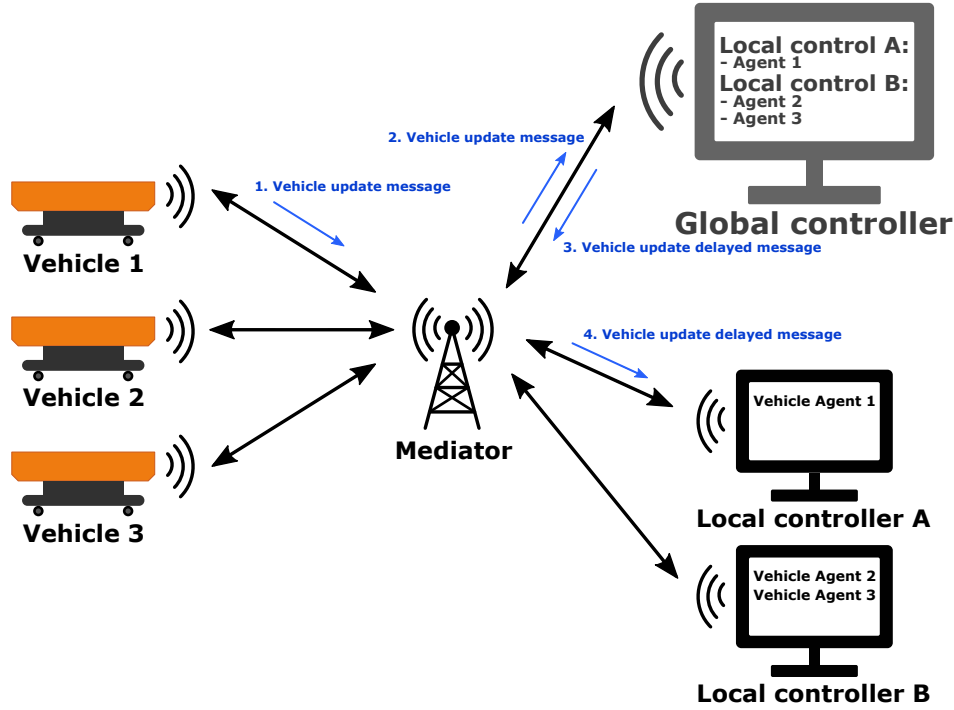 Local control A:
- Agent 1
Local control B:
- Agent 2
- Agent 3
Global controller
2. Vehicle update message
1. Vehicle update message
3. Vehicle update delayed message
Vehicle 1
4. Vehicle update delayed message
Vehicle 2
Mediator
Vehicle Agent 1
Local controller A
Vehicle 3
Vehicle Agent 2
Vehicle Agent 3
Local controller B